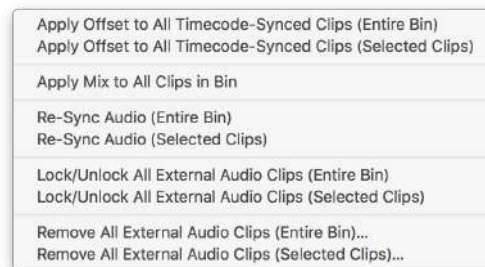 Apply Offset to All Timecode-Synced Clips (Entire Bin)
Apply Offset to All Timecode-Synced Clips (Selected Clips)
Apply Mix to All Clips in Bin
Re-Sync Audio (Entire Bin)
Re-Sync Audio (Selected Clips)
Lock/Unlock All External Audio Clips (Entire Bin)
Lock/Unlock All External Audio Clips (Selected Clips)
Remove All External Audio Clips (Entire Bin)...
Remove All External Audio Clips (Selected Clips)...